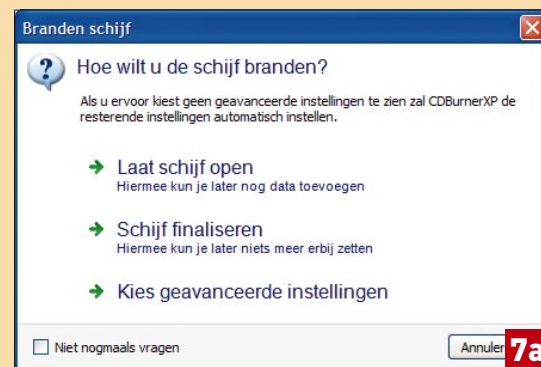 Branden schijf
Hoe wilt u de schijf branden?
Als u ervoor kiest geen geavanceerde instellingen te zien zal CDBurnerXP de
resterende instellingen automatisch instellen.
Laat schijf open
Hiermee kun je later nog data toevoegen
Schijf finaliseren
Hiermee kun je later niets meer erbij zetten
Kies geavanceerde instellingen
Niet nogmaals vragen
7a